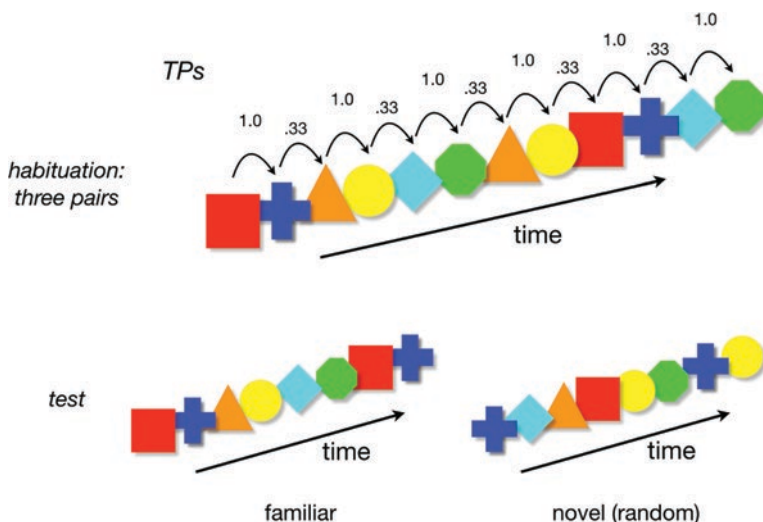 TPs
1.0
.33
1.0
.33
1.0
.33
1.0
.33
1.0
.33
1.0
habituation:
three pairs
time
test
time
time
familiar
novel (random)